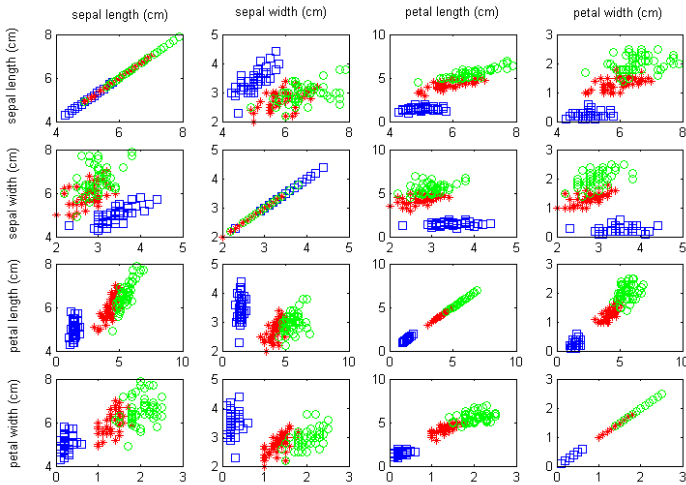 sepal length (cm)
sepal width (cm)
petal length (cm)
petal width (cm)
sepal length (cm)
8 5 10 3
4 2
6 5
3 1
4 2 0 0
4 6 8 4 6 8 4 6 8 4 6 8
sepal width (cm)
8 5 10 3
4 2
6 5
3 1
4 2 0 0
2 3 4 5 2 3 4 5 2 3 4 5 2 3 4 5
petal length (cm)
8 5 10 3
4 2
6 5
3 1
4 2 0 0
0 5 10 0 5 10 0 5 10 0 5 10
petal width (cm)
8 5 10 3
4 2
6 5
3 1
4 2 0 0
0 1 2 3 0 1 2 3 0 1 2 3 0 1 2 3